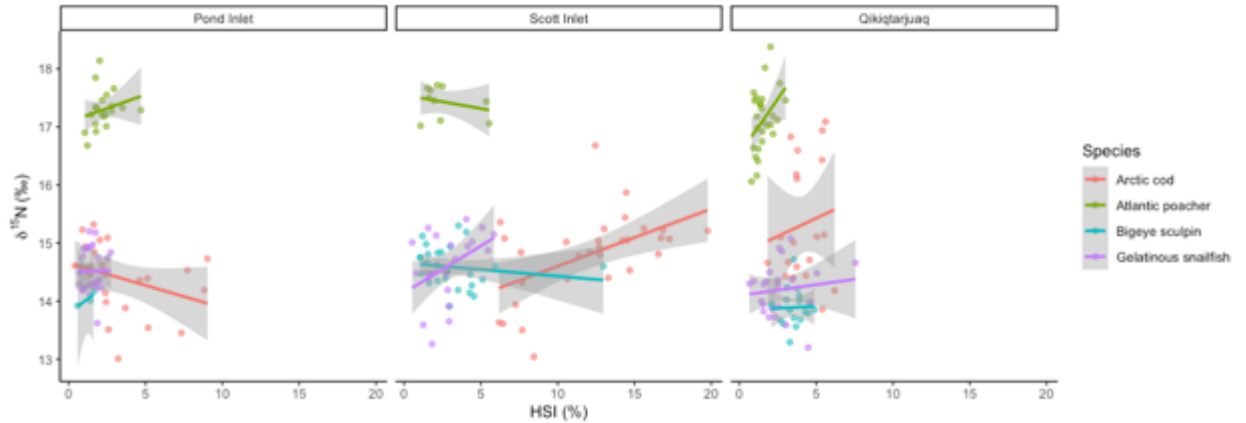 Pond Inlet
Scott Inlet
Qikiqtarjuaq
18
17
16
15
14
13
δ¹⁵N (‰)
0 5 10 15 20
0 5 10 15 20
0 5 10 15 20
HSI (%)
Species
Arctic cod
Atlantic poacher
Bigeye sculpin
Gelatinous snailfish